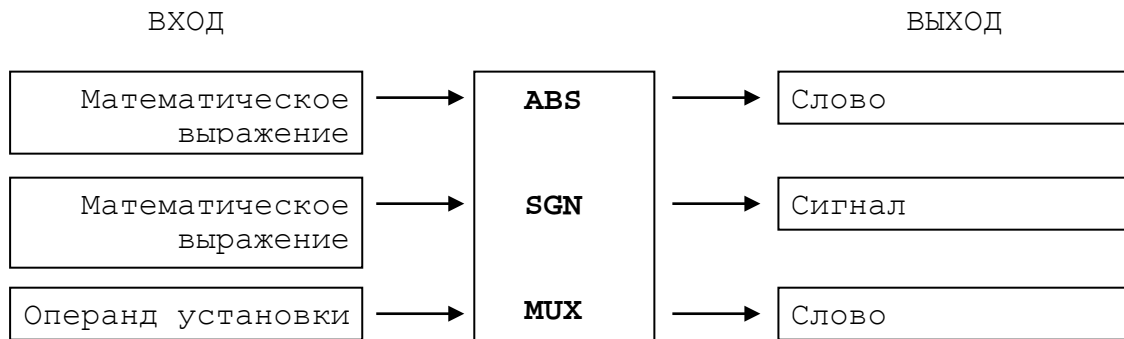 ВХОД ВЫХОД
Математическое выражение ABS Слово
Математическое выражение SGN Сигнал
Операнд установки MUX Слово